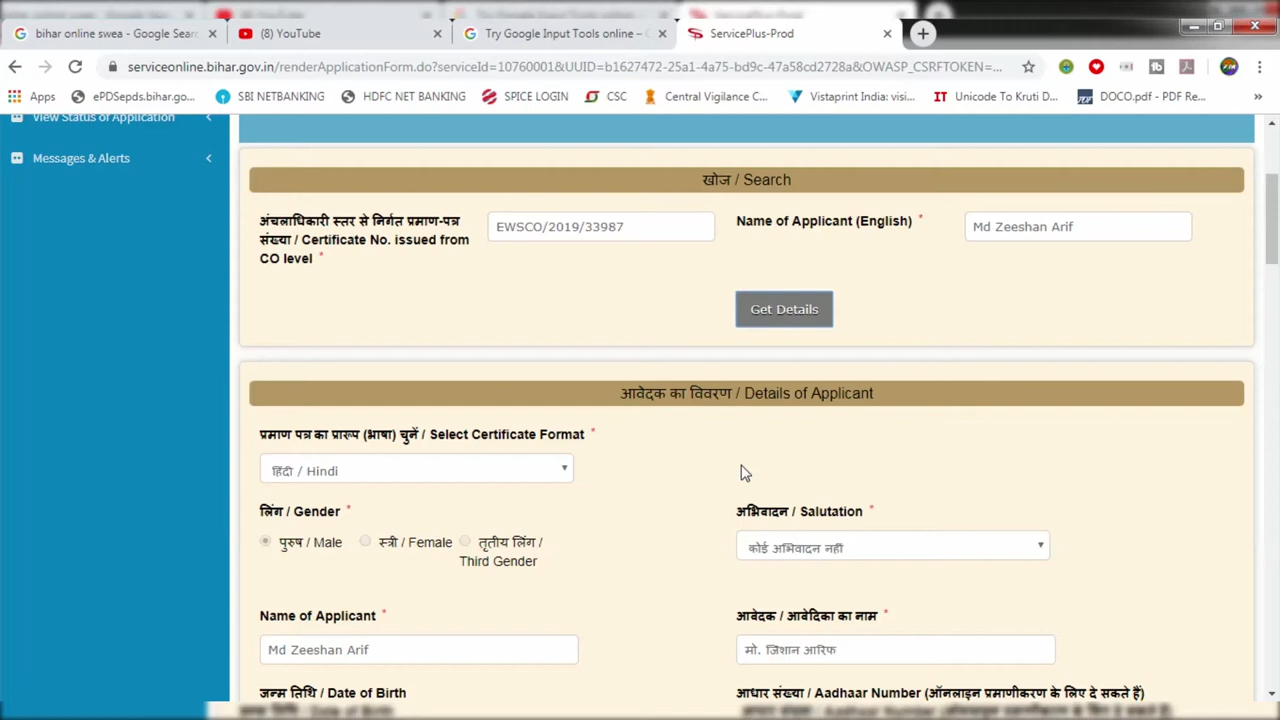 bihar online swea - Google Searc
(8) YouTube
Try Google Input Tools online –
ServicePlus-Prod
serviceonline.bihar.gov.in/renderApplicationForm.do?serviceId=10760001&UUID=b1627472-25a1-4a75-bd9c-47a58cd2728a&OWASP_CSRFTOKEN=...
Apps
ePDSepds.bihar.go...
SBI NETBANKING
HDFC NET BANKING
SPICE LOGIN
CSC
Central Vigilance C...
Vistaprint India: visi...
Unicode To Kruti D...
DOCO.pdf - PDF Re...
View Status of Application
Messages & Alerts
खोज / Search
अंचलाधिकारी स्तर से निर्गत प्रमाण-पत्र
संख्या / Certificate No. issued from
CO level *
EWSCO/2019/33987
Name of Applicant (English) *
Md Zeeshan Arif
Get Details
आवेदक का विवरण / Details of Applicant
प्रमाण पत्र का प्रारूप (भाषा) चुनें / Select Certificate Format *
हिंदी / Hindi
लिंग / Gender *
पुरुष / Male
स्त्री / Female
तृतीय लिंग /
Third Gender
अभिवादन / Salutation *
कोई अभिवादन नहीं
Name of Applicant *
Md Zeeshan Arif
आवेदक / आवेदिका का नाम *
मो. जिशान आरिफ
जन्म तिथि / Date of Birth
आधार संख्या / Aadhaar Number (ऑनलाइन प्रमाणीकरण के लिए दे सकते हैं)